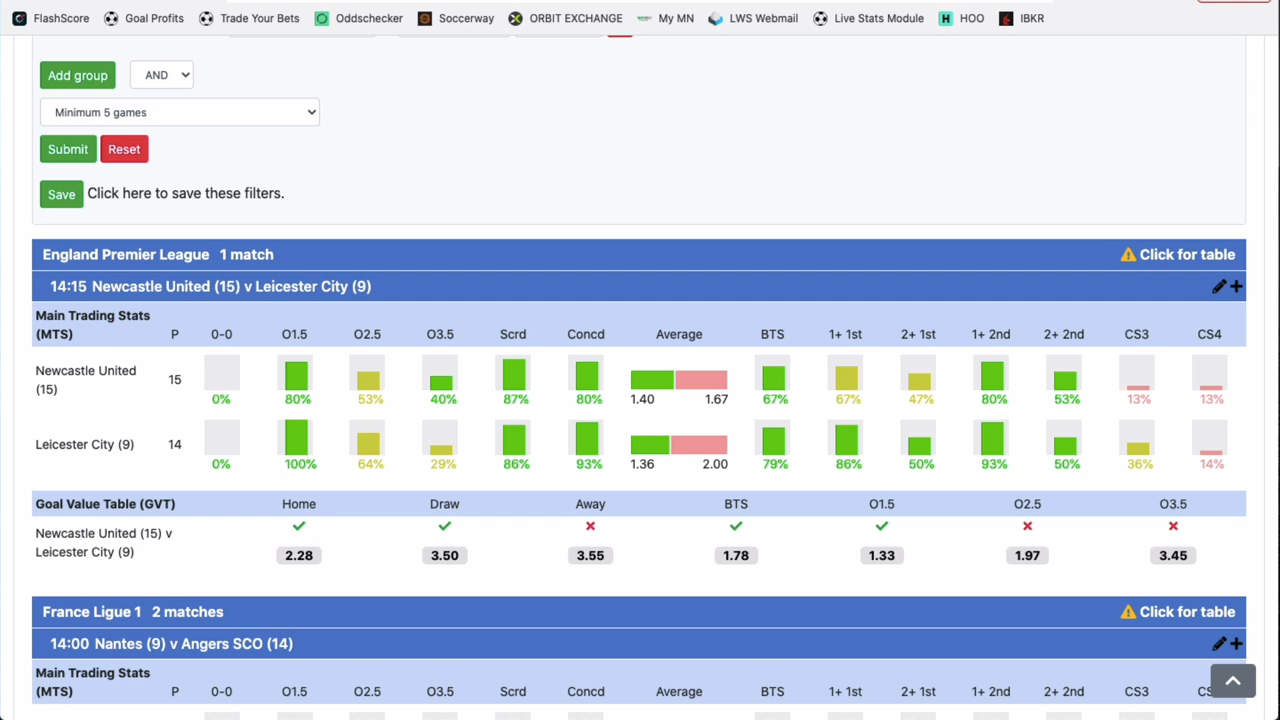 FlashScore Goal Profits Trade Your Bets Oddschecker Soccerway ORBIT EXCHANGE My MN LWS Webmail Live Stats Module HOO IBKR
Add group AND
Minimum 5 games
Submit Reset
Save Click here to save these filters.
England Premier League 1 match Click for table
14:15 Newcastle United (15) v Leicester City (9)
Main Trading Stats
(MTS) P 0-0 O1.5 O2.5 O3.5 Scrd Concd Average BTS 1+ 1st 2+ 1st 1+ 2nd 2+ 2nd CS3 CS4
Newcastle United
(15) 15
0% 80% 53% 40% 87% 80% 1.40 1.67 67% 67% 47% 80% 53% 13% 13%
Leicester City (9) 14
0% 100% 64% 29% 86% 93% 1.36 2.00 79% 86% 50% 93% 50% 36% 14%
Goal Value Table (GVT) Home Draw Away BTS O1.5 O2.5 O3.5
Newcastle United (15) v
Leicester City (9) 2.28 3.50 3.55 1.78 1.33 1.97 3.45
France Ligue 1 2 matches Click for table
14:00 Nantes (9) v Angers SCO (14)
Main Trading Stats
(MTS) P 0-0 O1.5 O2.5 O3.5 Scrd Concd Average BTS 1+ 1st 2+ 1st 1+ 2nd 2+ 2nd CS3